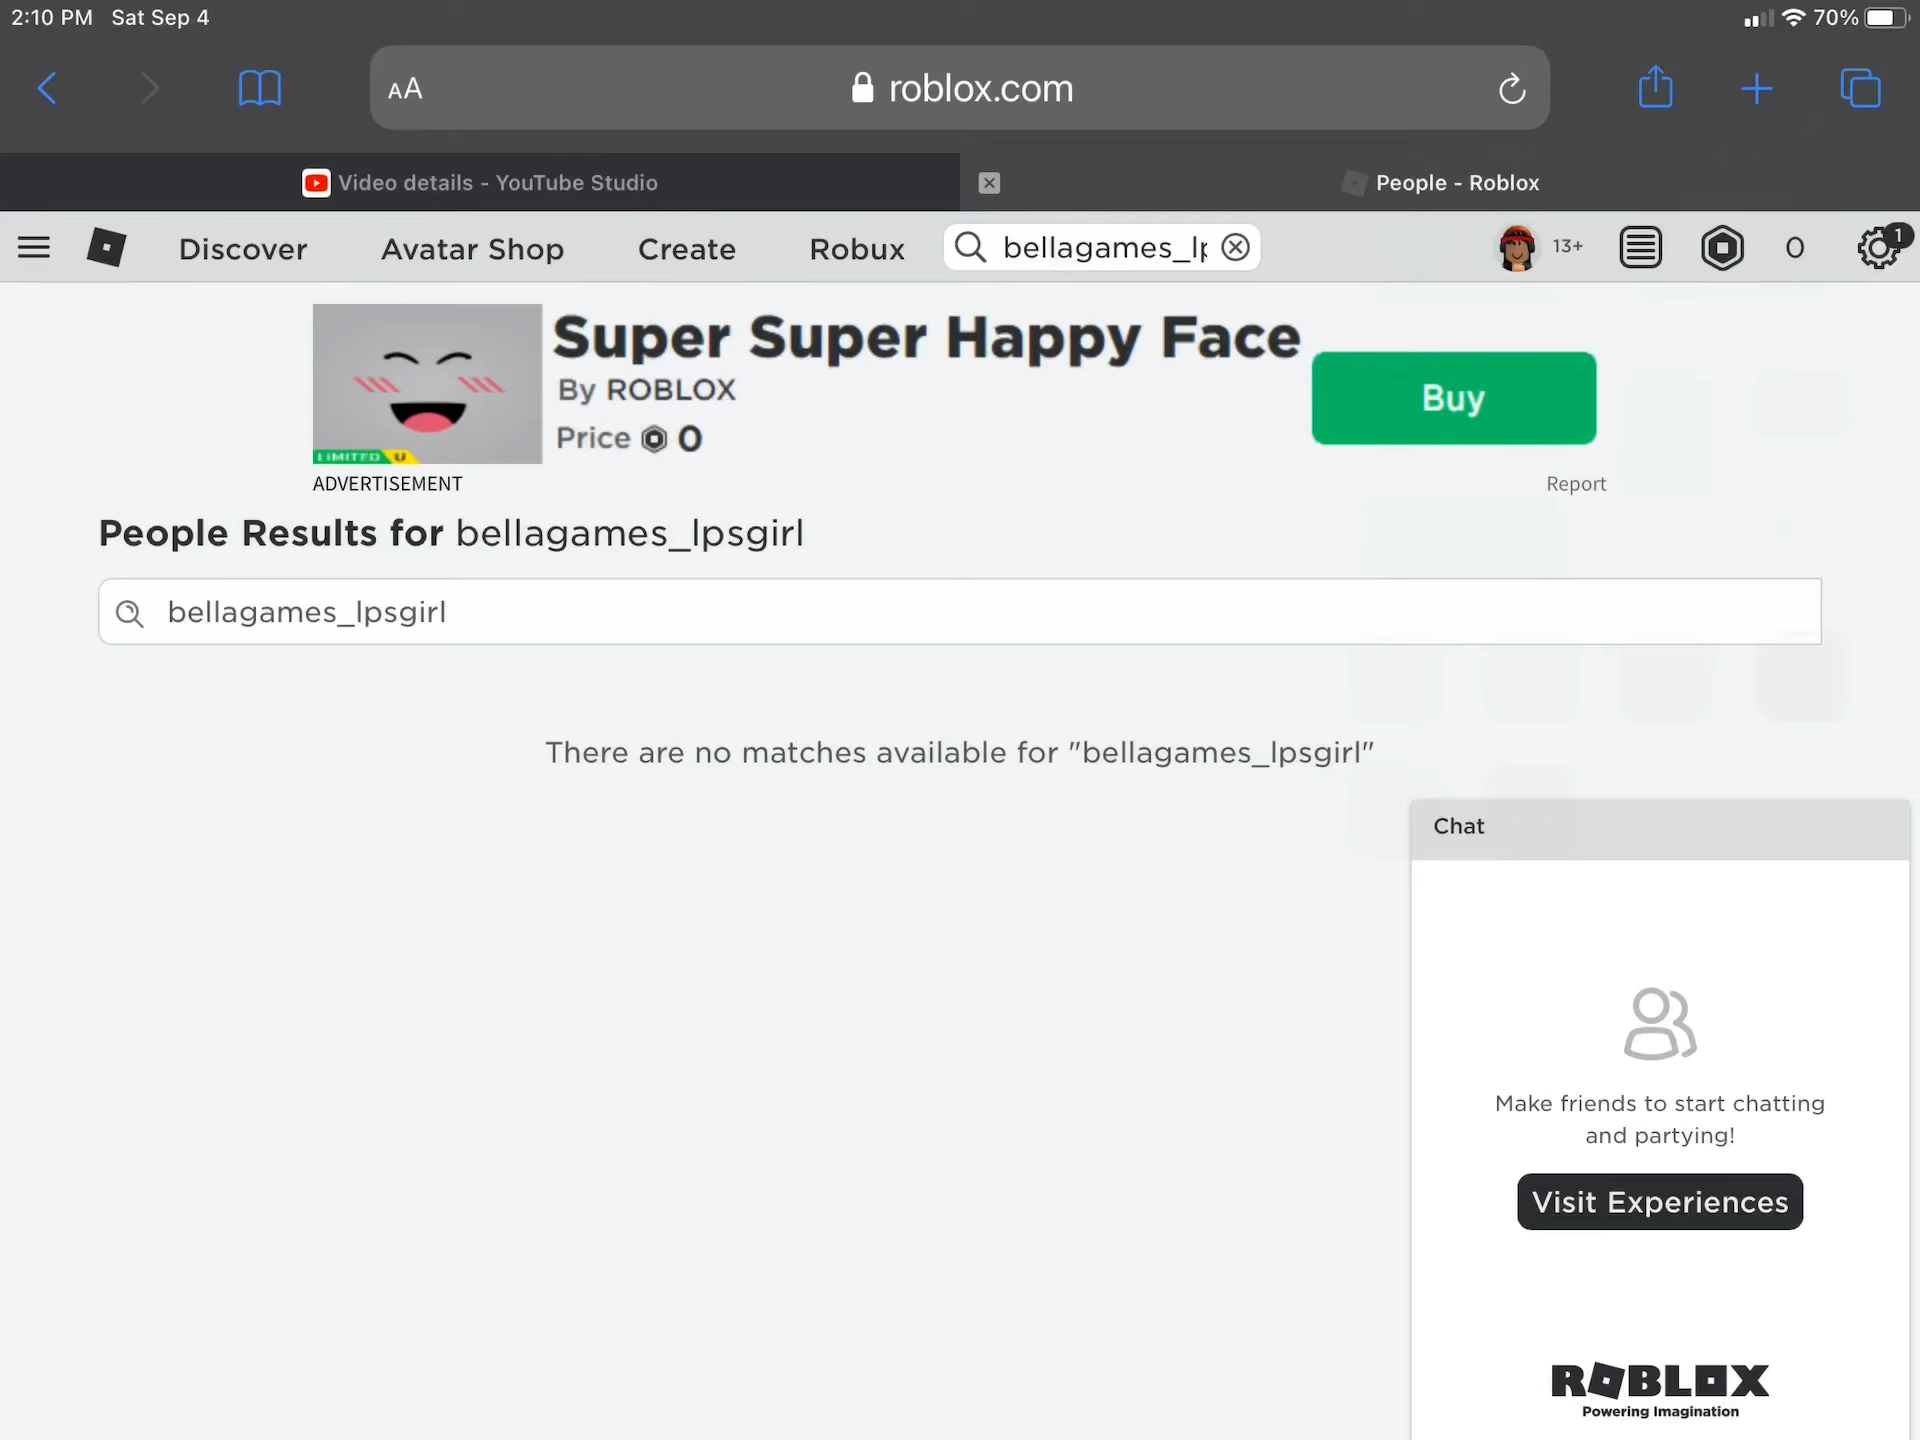 2:10 PM Sat Sep 4
70%
AA
roblox.com
Video details - YouTube Studio
People - Roblox
Discover
Avatar Shop
Create
Robux
bellagames_lp
13+
0
1
Super Super Happy Face
By ROBLOX
Price 0
Buy
LIMITED U
ADVERTISEMENT
Report
People Results for bellagames_lpsgirl
bellagames_lpsgirl
There are no matches available for "bellagames_lpsgirl"
Chat
Make friends to start chatting
and partying!
Visit Experiences
ROBLOX
Powering Imagination